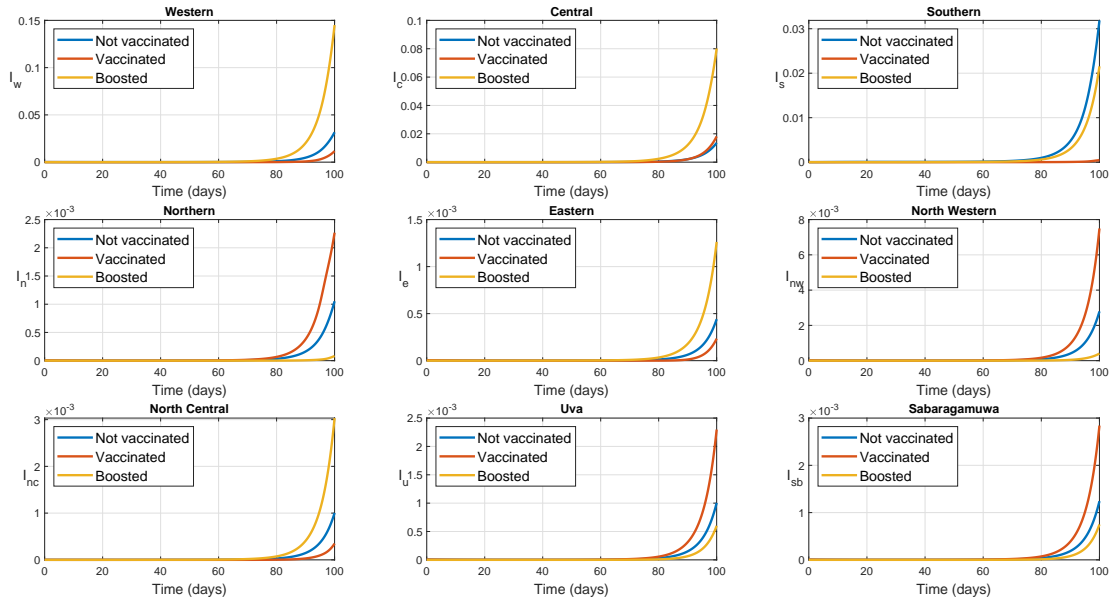 Western
0.15
0.1
0.05
0
I_w
Not vaccinated
Vaccinated
Boosted
0 20 40 60 80 100
Time (days)
Central
0.1
0.08
0.06
0.04
0.02
0
I_c
Not vaccinated
Vaccinated
Boosted
0 20 40 60 80 100
Time (days)
Southern
0.03
0.02
0.01
0
I_s
Not vaccinated
Vaccinated
Boosted
0 20 40 60 80 100
Time (days)
Northern
×10^-3
2.5
2
1.5
1
0.5
0
I_n
Not vaccinated
Vaccinated
Boosted
0 20 40 60 80 100
Time (days)
Eastern
×10^-3
1.5
1
0.5
0
I_e
Not vaccinated
Vaccinated
Boosted
0 20 40 60 80 100
Time (days)
North Western
×10^-3
8
6
4
2
0
I_nw
Not vaccinated
Vaccinated
Boosted
0 20 40 60 80 100
Time (days)
North Central
×10^-3
3
2
1
0
I_nc
Not vaccinated
Vaccinated
Boosted
0 20 40 60 80 100
Time (days)
Uva
×10^-3
2.5
2
1.5
1
0.5
0
I_u
Not vaccinated
Vaccinated
Boosted
0 20 40 60 80 100
Time (days)
Sabaragamuwa
×10^-3
3
2
1
0
I_sb
Not vaccinated
Vaccinated
Boosted
0 20 40 60 80 100
Time (days)